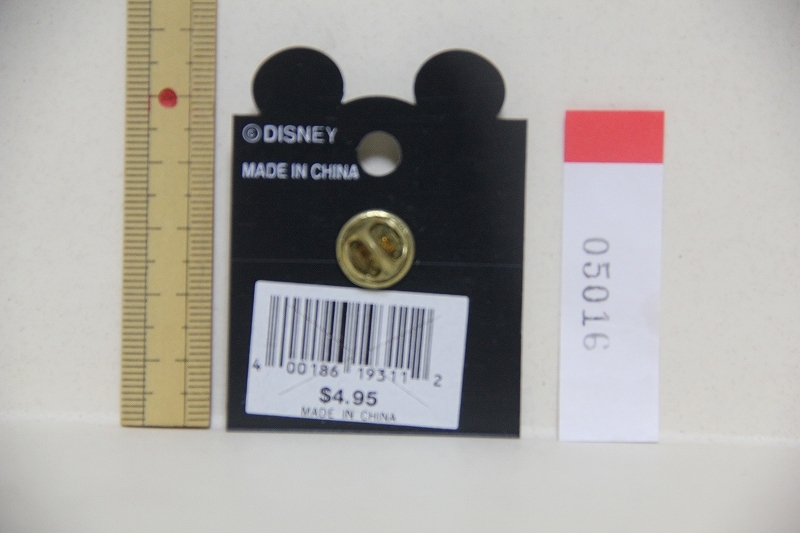 ©DISNEY
MADE IN CHINA
4 00186 19311 2
$4.95
MADE IN CHINA
05016